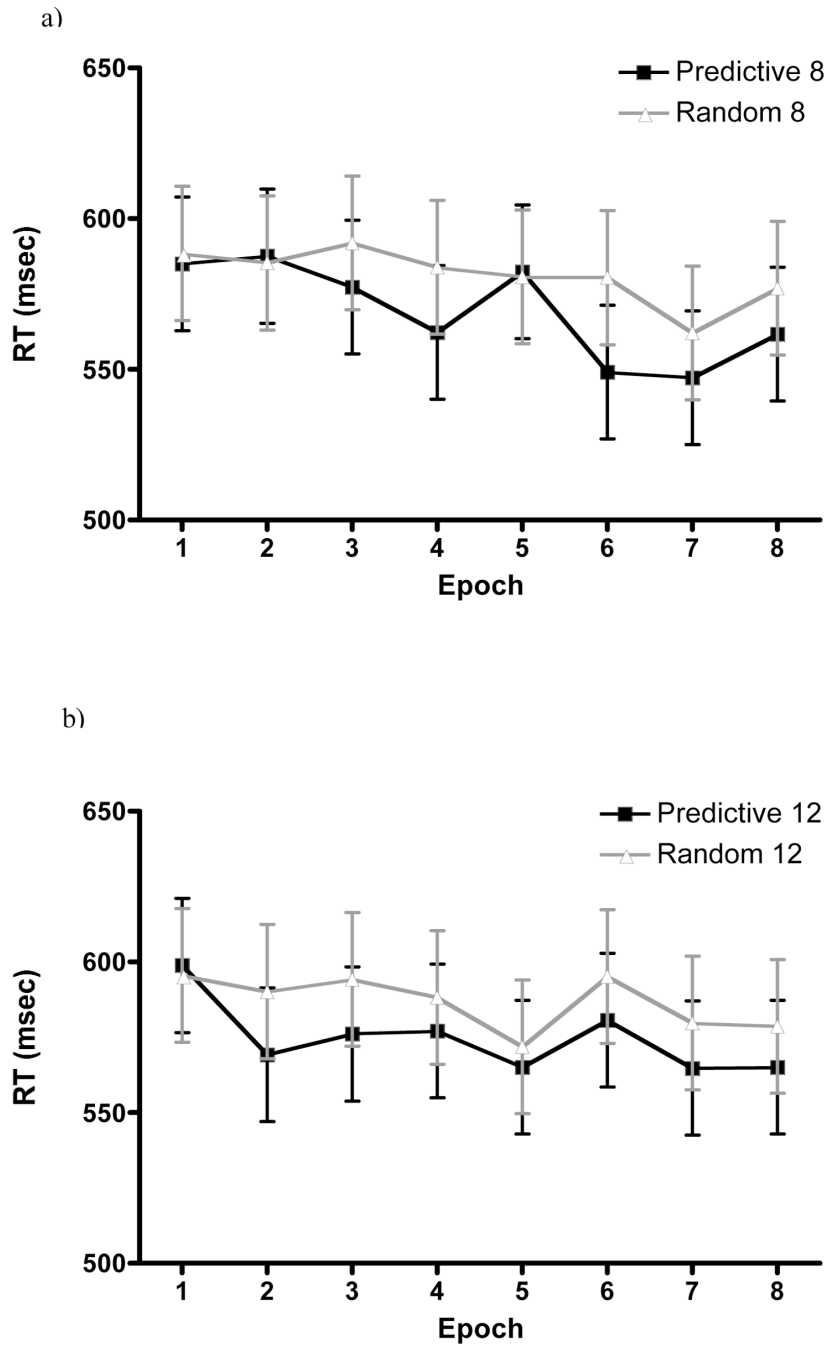 a)
650
Predictive 8
Random 8
600
RT (msec)
550
500
1 2 3 4 5 6 7 8
Epoch
b)
650
Predictive 12
Random 12
600
RT (msec)
550
500
1 2 3 4 5 6 7 8
Epoch